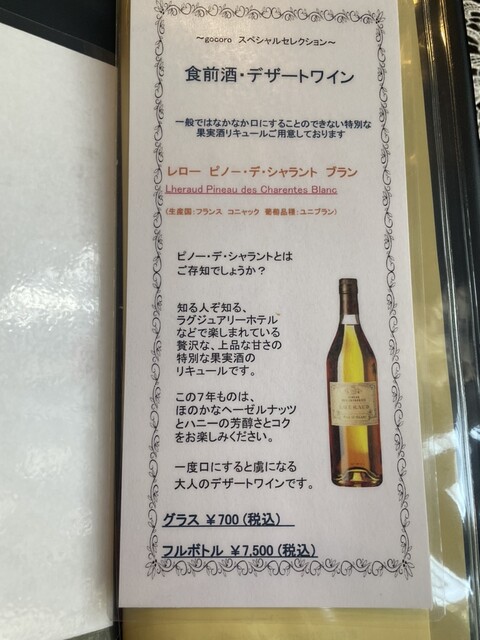 ～gocoro スペシャルセレクション～
食前酒・デザートワイン
一般ではなかなか口にすることのできない特別な
果実酒リキュールご用意しております
レロー ピノー・デ・シャラント ブラン
Lheraud Pineau des Charentes Blanc
（生産国：フランス コニャック 葡萄品種：ユニブラン）
ピノー・デ・シャラントとは
ご存知でしょうか？
知る人ぞ知る、
ラグジュアリーホテル
などで楽しまれている
贅沢な、上品な甘さの
特別な果実酒の
リキュールです。
この７年ものは、
ほのかなヘーゼルナッツ
とハニーの芳醇さとコク
をお楽しみください。
一度口にすると虜になる
大人のデザートワインです。
グラス ￥700（税込）
フルボトル ￥7,500（税込）